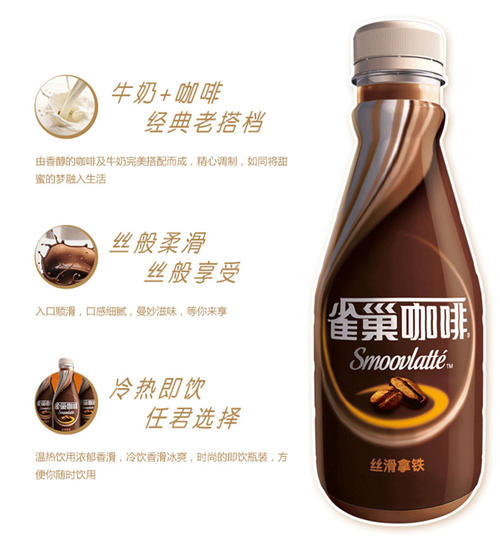 牛奶+咖啡
经典老搭档
由香醇的咖啡及牛奶完美搭配而成，精心调制，如同将甜
蜜的梦融入生活
丝般柔滑
丝般享受
入口顺滑，口感细腻，曼妙滋味，等你来享
冷热即饮
任君选择
温热饮用浓郁香滑，冷饮香滑冰爽，时尚的即饮瓶装，方
便你随时饮用
雀巢咖啡
Smoovlatté™
丝滑拿铁